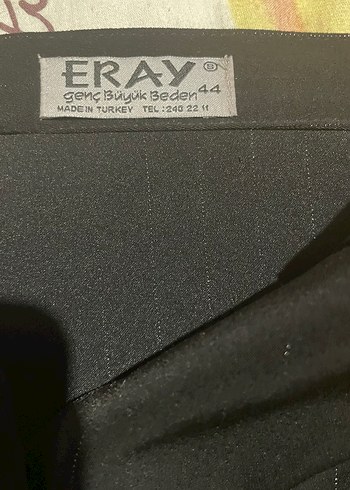 ERAY ®
genç Büyük Beden 44
MADE IN TURKEY TEL: 240 22 11